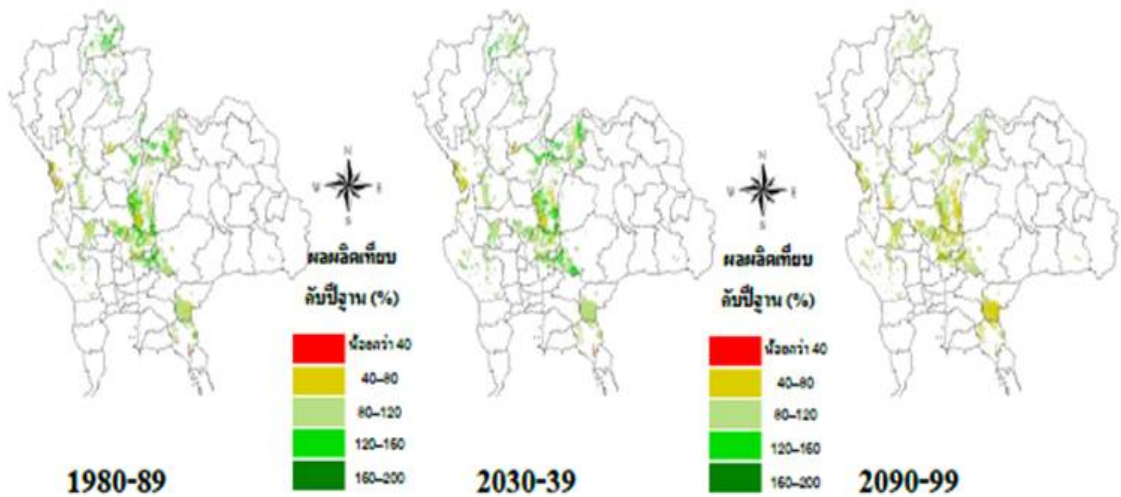 N
E
S
ผลผลิตเทียบ
กับปีฐาน (%)
น้อยกว่า 40
40–80
80–120
120–160
160–200
1980-89
N
E
S
ผลผลิตเทียบ
กับปีฐาน (%)
น้อยกว่า 40
40–80
80–120
120–160
160–200
2030-39
2090-99